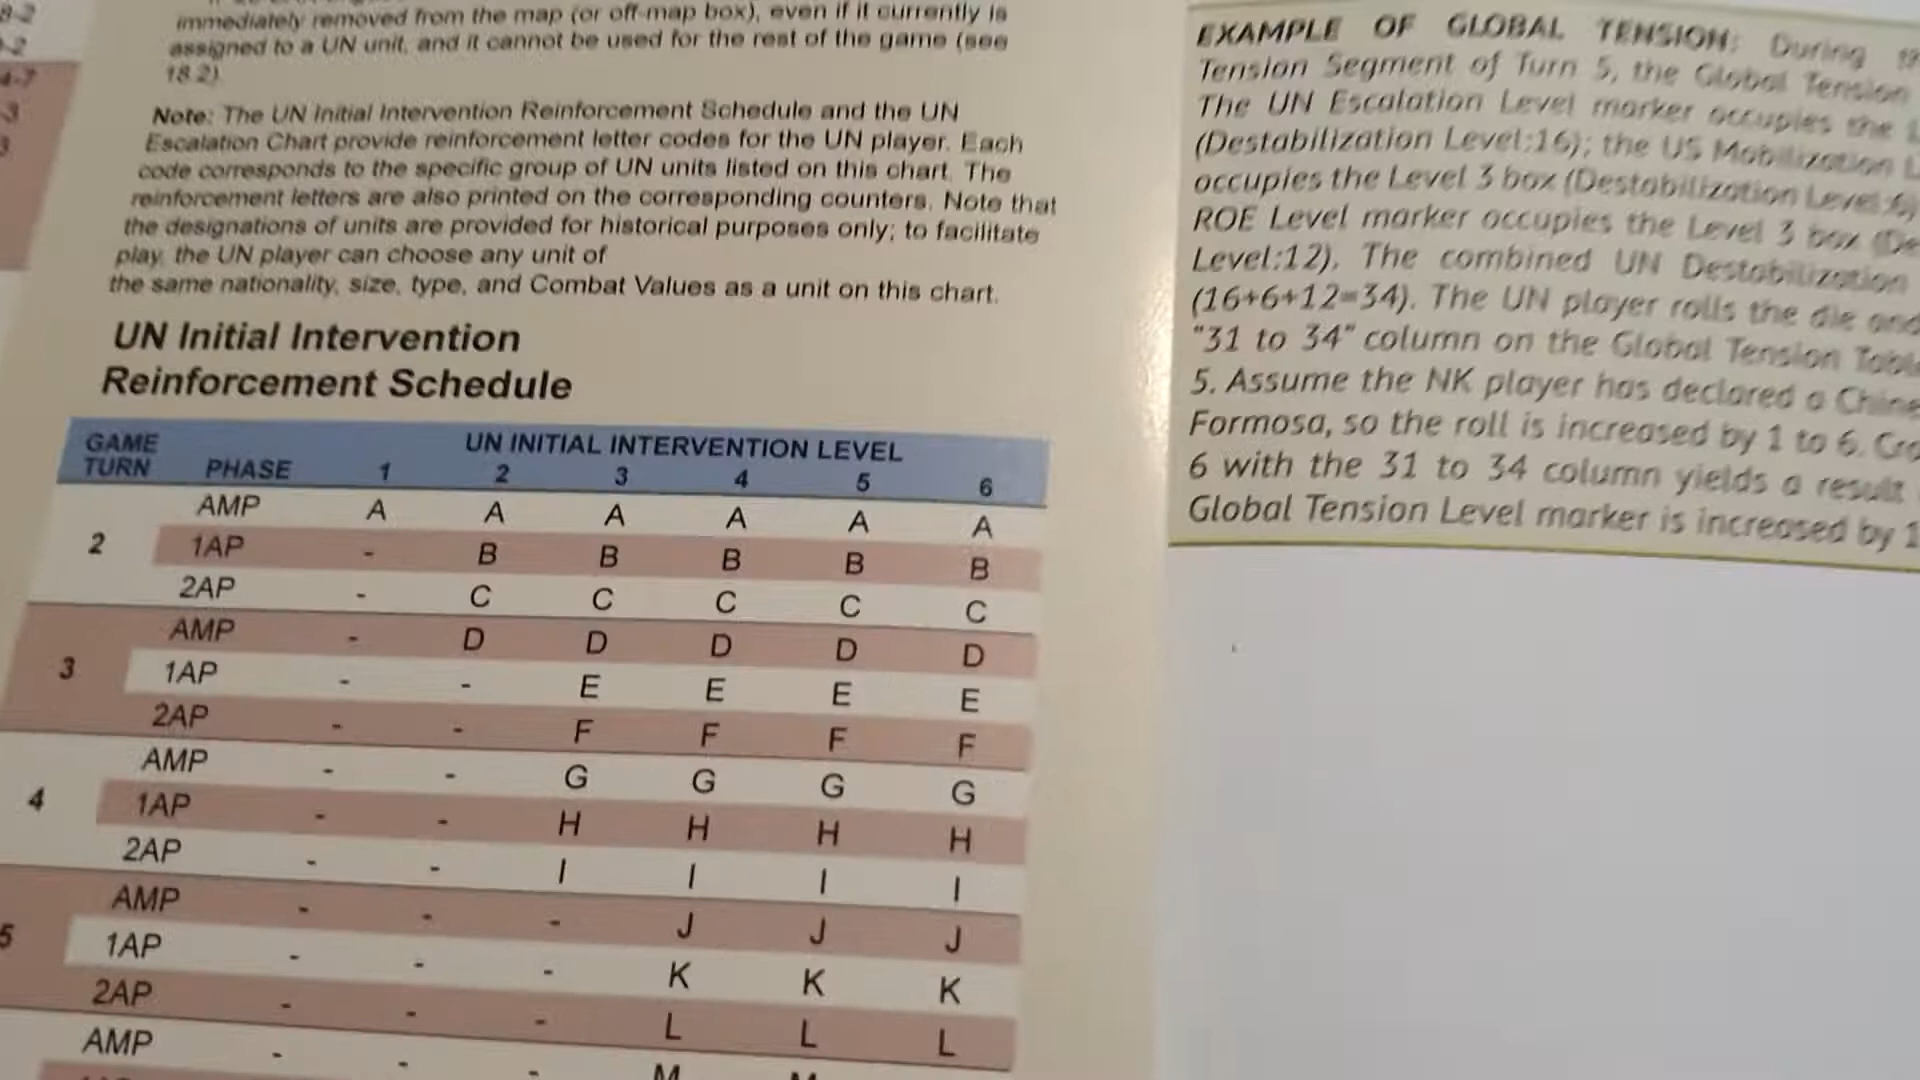 8-2
-2
4-7
-3
3
immediately removed from the map (or off-map box), even if it currently is
assigned to a UN unit, and it cannot be used for the rest of the game (see
18.2).
Note: The UN Initial Intervention Reinforcement Schedule and the UN
Escalation Chart provide reinforcement letter codes for the UN player. Each
code corresponds to the specific group of UN units listed on this chart. The
reinforcement letters are also printed on the corresponding counters. Note that
the designations of units are provided for historical purposes only; to facilitate
play, the UN player can choose any unit of
the same nationality, size, type, and Combat Values as a unit on this chart.
UN Initial Intervention
Reinforcement Schedule
GAME TURN PHASE UN INITIAL INTERVENTION LEVEL
1 2 3 4 5 6
2 AMP A A A A A A
1AP - B B B B B
2AP - C C C C C
3 AMP - D D D D D
1AP - - E E E E
2AP - - F F F F
4 AMP - - G G G G
1AP - - H H H H
2AP - - I I I I
5 AMP - - - J J J
1AP - - - K K K
2AP - - - L L L
AMP - - - M M
EXAMPLE OF GLOBAL TENSION: During
Tension Segment of Turn 5, the Global Tension
The UN Escalation Level marker occupies the
(Destabilization Level:16); the US Mobilization
occupies the Level 3 box (Destabilization Level:6)
ROE Level marker occupies the Level 3 box
Level:12). The combined UN Destabilization
(16+6+12=34). The UN player rolls the die and
"31 to 34" column on the Global Tension
5. Assume the NK player has declared a
Formosa, so the roll is increased by 1 to 6.
6 with the 31 to 34 column yields a result
Global Tension Level marker is increased by 1